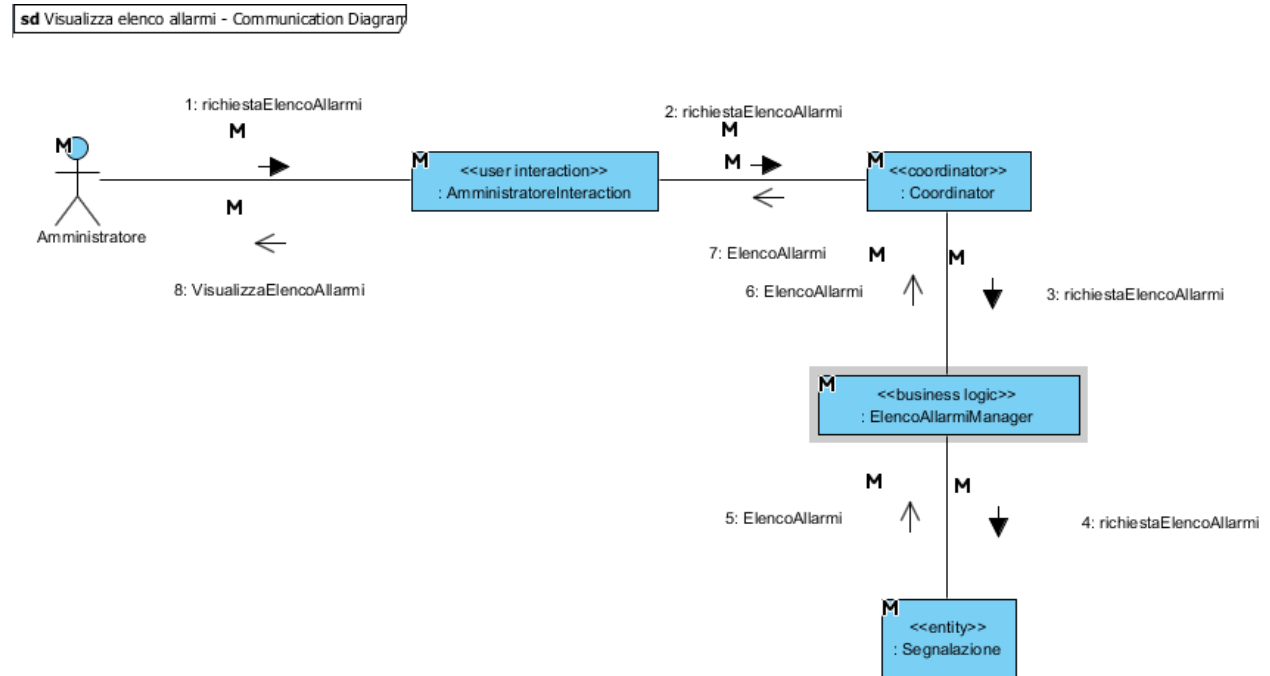 sd Visualizza elenco allarmi - Communication Diagram
1: richiestaElencoAllarmi
2: richiestaElencoAllarmi
M
M
M
M
M
M
<<user interaction>>
: AmministratoreInteraction
<<coordinator>>
: Coordinator
M
Amministratore
7: ElencoAllarmi
M
M
8: VisualizzaElencoAllarmi
6: ElencoAllarmi
3: richiestaElencoAllarmi
M
<<business logic>>
: ElencoAllarmiManager
M
M
5: ElencoAllarmi
4: richiestaElencoAllarmi
M
<<entity>>
: Segnalazione